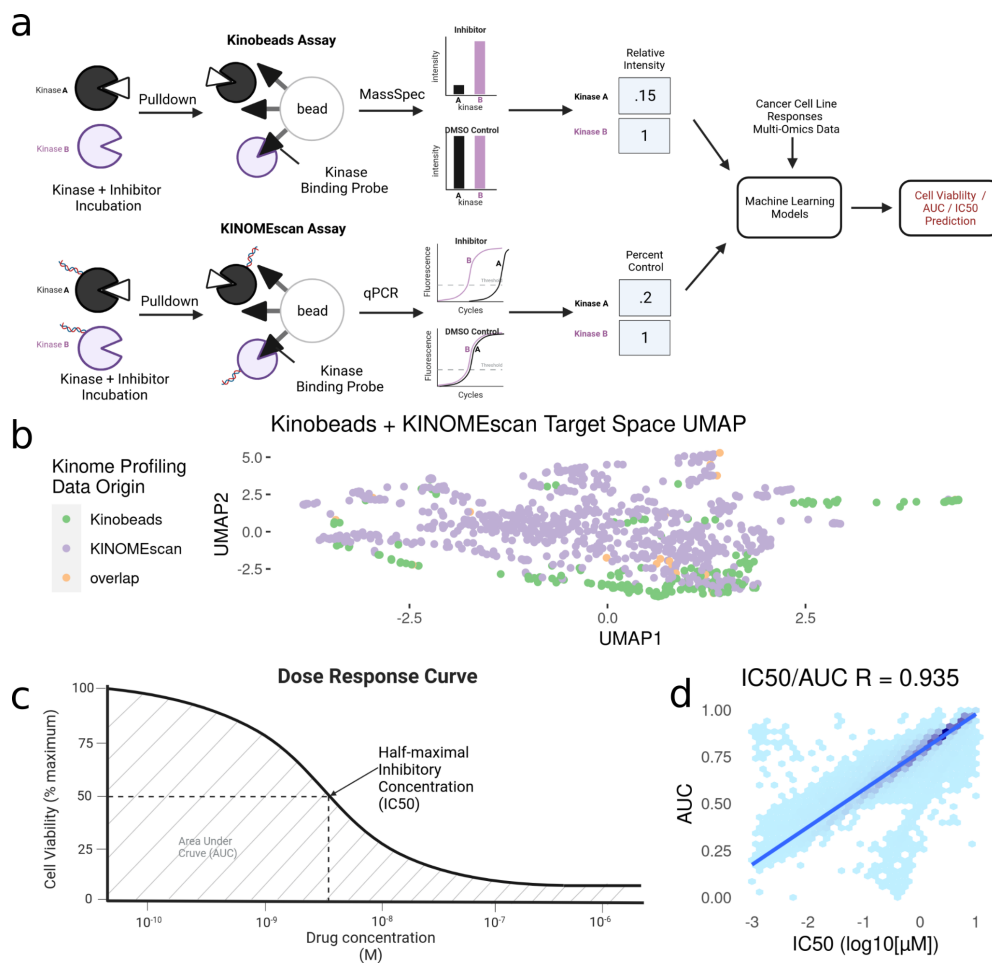 a
Kinobeads Assay
Kinase A
Kinase B
Kinase + Inhibitor
Incubation
Pulldown
bead
Kinase
Binding Probe
MassSpec
Inhibitor
intensity
A B
kinase
DMSO Control
intensity
A B
kinase
Relative
Intensity
Kinase A
.15
Kinase B
1
Cancer Cell Line
Responses
Multi-Omics Data
Machine Learning
Models
Cell Viablilty /
AUC / IC50
Prediction
KINOMEscan Assay
Kinase A
Kinase B
Kinase + Inhibitor
Incubation
Pulldown
bead
Kinase
Binding Probe
qPCR
Inhibitor
Fluorescence
B A
Threshold
Cycles
DMSO Control
Fluorescence
B A
Threshold
Cycles
Percent
Control
Kinase A
.2
Kinase B
1
b
Kinobeads + KINOMEscan Target Space UMAP
Kinome Profiling
Data Origin
Kinobeads
KINOMEscan
overlap
UMAP2
5.0
2.5
0.0
-2.5
-2.5 0.0 2.5
UMAP1
c
Dose Response Curve
Cell Viability (% maximum)
100
75
50
25
0
Half-maximal
Inhibitory
Concentration
(IC50)
Area Under
Cruve (AUC)
10-10 10-9 10-8 10-7 10-6
Drug concentration
(M)
d
IC50/AUC R = 0.935
AUC
1.00
0.75
0.50
0.25
0.00
-3 -2 -1 0 1
IC50 (log10[µM])